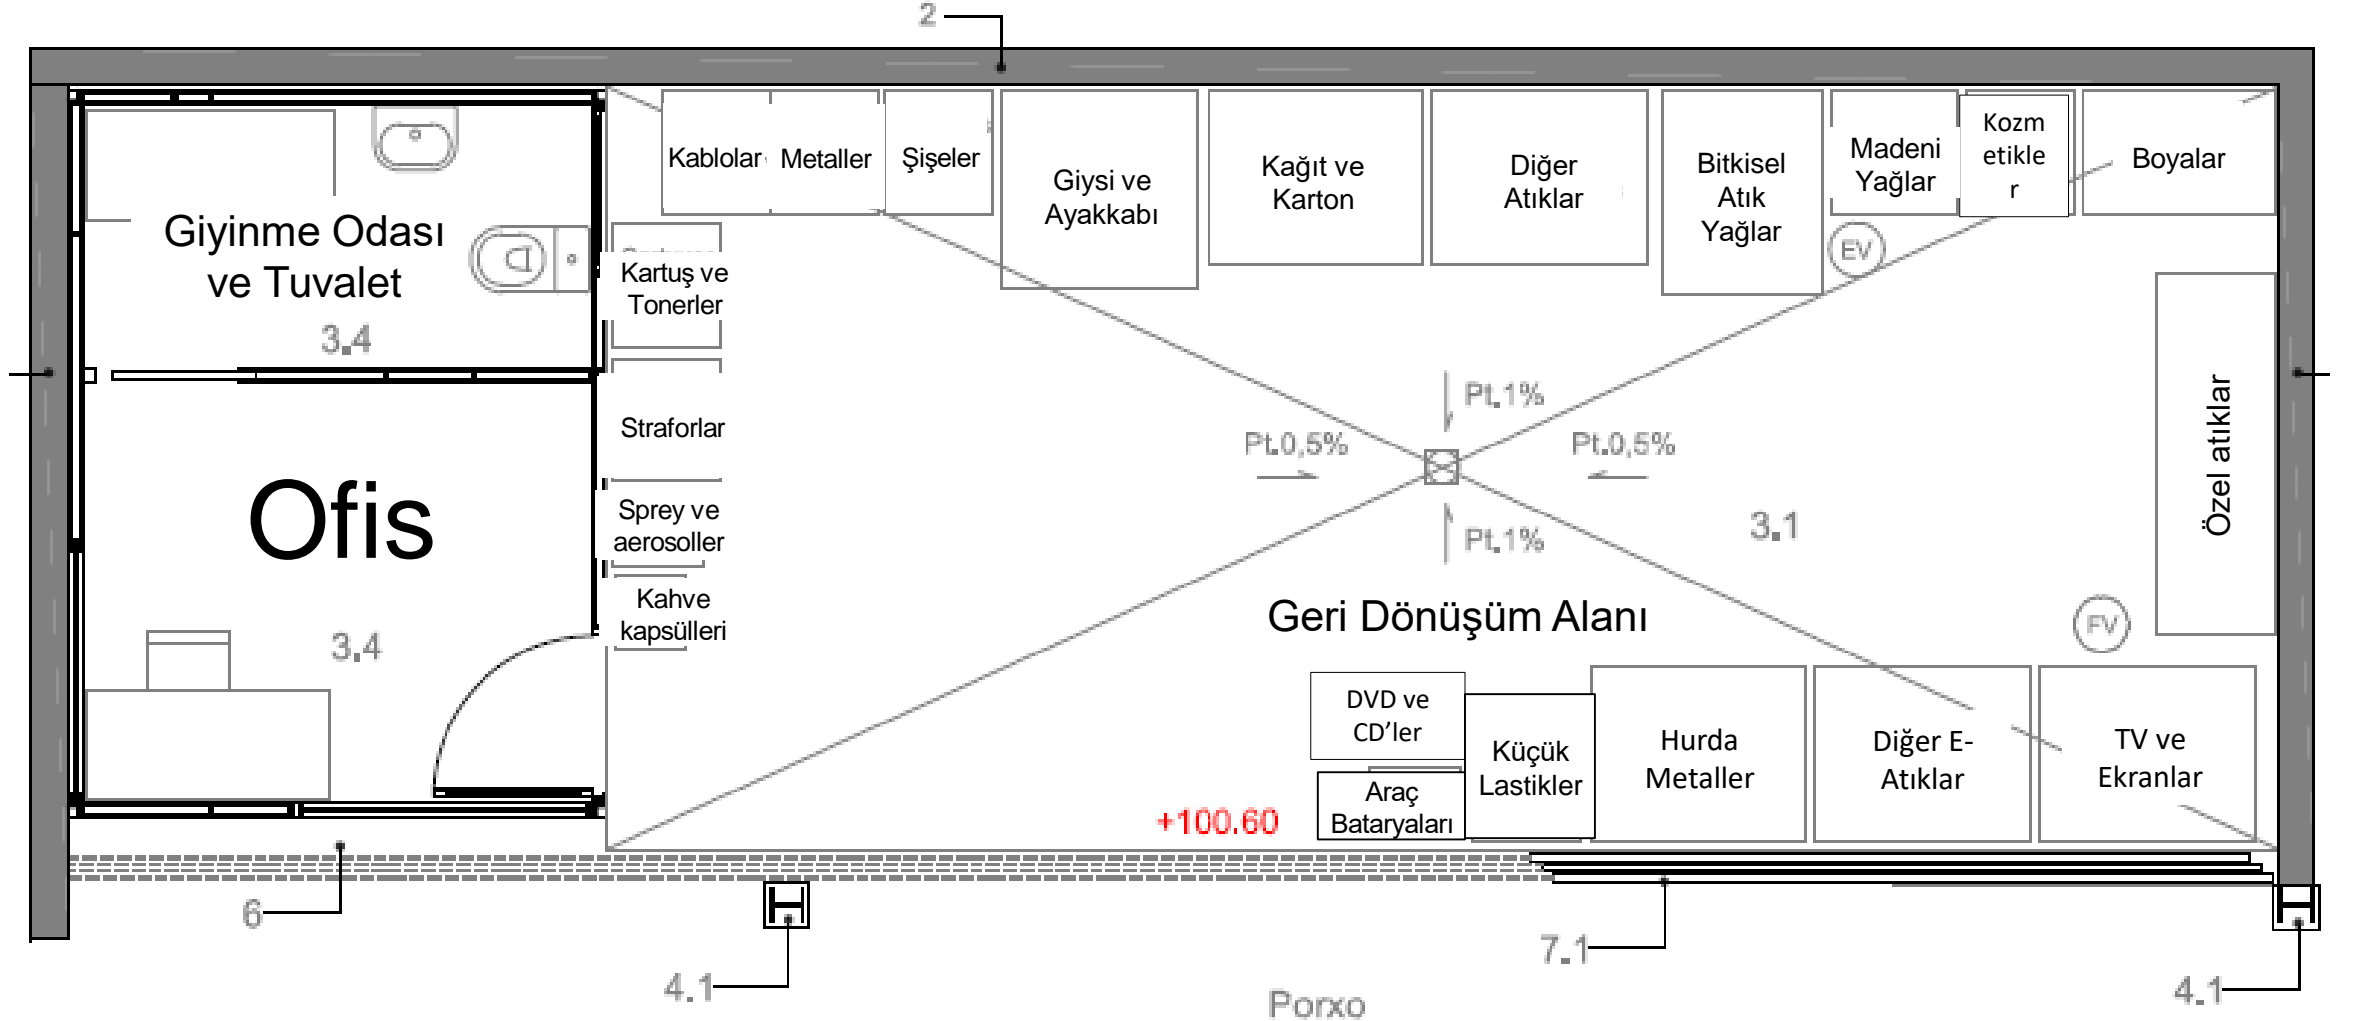 2
Kablolar
Metaller
Şişeler
Giysi ve
Ayakkabı
Kağıt ve
Karton
Diğer
Atıklar
Bitkisel
Atık
Yağlar
Madeni
Yağlar
Kozm
etikle
r
Boyalar
EV
Giyinme Odası
ve Tuvalet
3.4
Kartuş ve
Tonerler
Straforlar
Sprey ve
aerosoller
Kahve
kapsülleri
Ofis
3.4
Pt.1%
Pt.0,5%
Pt.0,5%
Pt.1%
3.1
Özel atıklar
Geri Dönüşüm Alanı
FV
DVD ve
CD’ler
Araç
Bataryaları
Küçük
Lastikler
Hurda
Metaller
Diğer E-
Atıklar
TV ve
Ekranlar
+100.60
6
4.1
7.1
4.1
Porxo